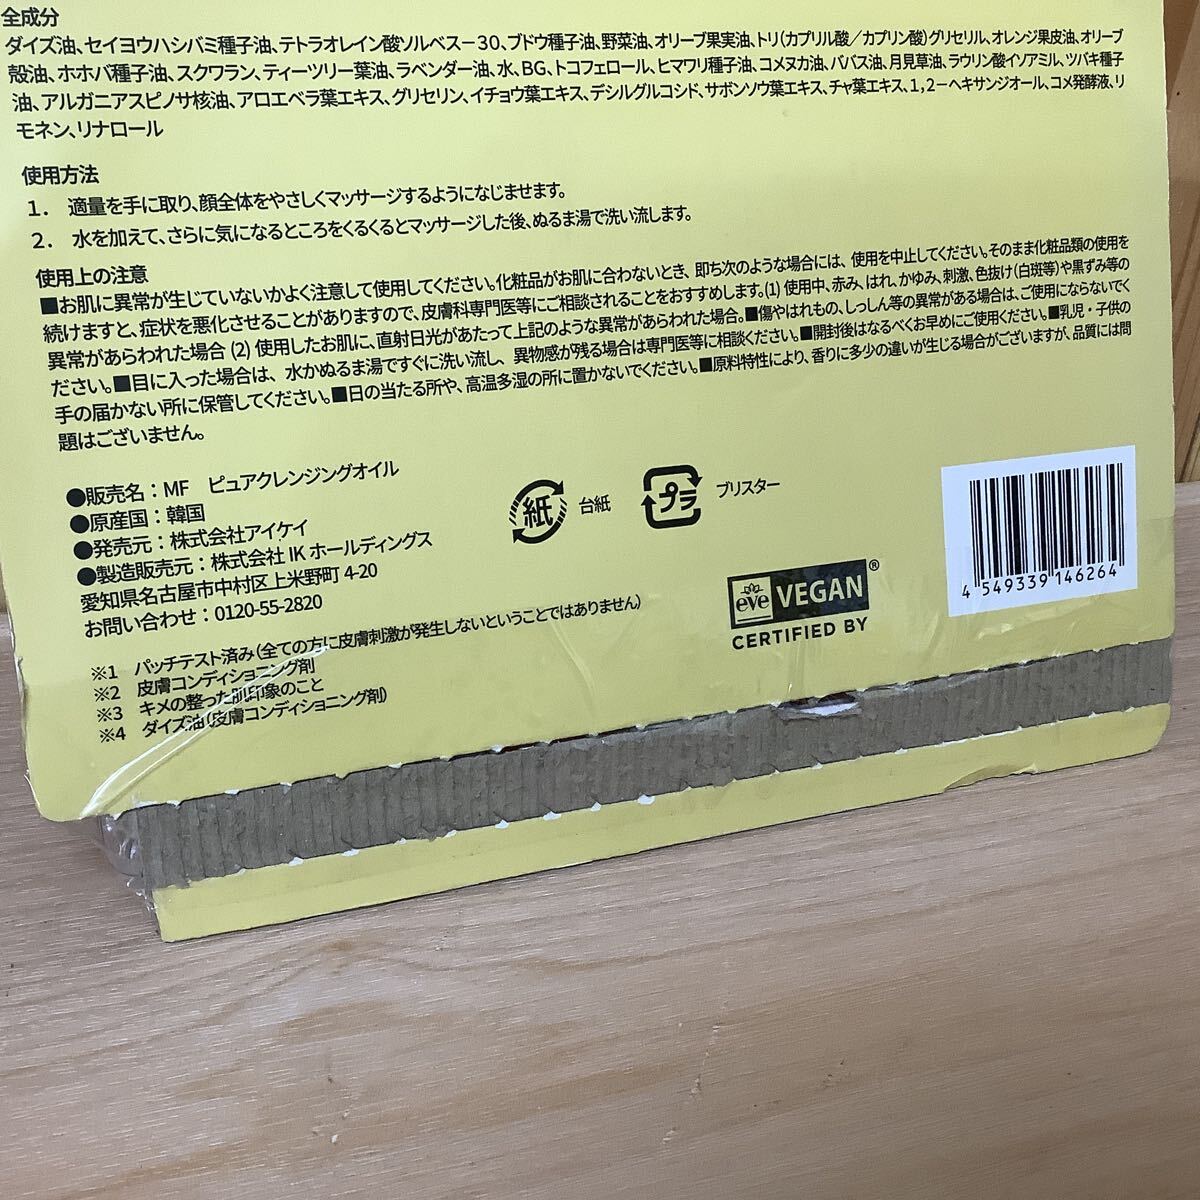 全成分
ダイズ油、セイヨウハシバミ種子油、テトラオレイン酸ソルベス－30、ブドウ種子油、野菜油、オリーブ果実油、トリ(カプリル酸／カプリン酸)グリセリル、オレンジ果皮油、オリーブ
殻油、ホホバ種子油、スクワラン、ティーツリー葉油、ラベンダー油、水、BG、トコフェロール、ヒマワリ種子油、コメヌカ油、ババス油、月見草油、ラウリン酸イソアミル、ツバキ種子
油、アルガニアスピノサ核油、アロエベラ葉エキス、グリセリン、イチョウ葉エキス、デシルグルコシド、サボンソウ葉エキス、チャ葉エキス、1,2－ヘキサンジオール、コメ発酵液、リ
モネン、リナロール
使用方法
1. 適量を手に取り、顔全体をやさしくマッサージするようになじませます。
2. 水を加えて、さらに気になるところをくるくるとマッサージした後、ぬるま湯で洗い流します。
使用上の注意
■お肌に異常が生じていないかよく注意して使用してください。化粧品がお肌に合わないとき、即ち次のような場合には、使用を中止してください。そのまま化粧品類の使用を
続けますと、症状を悪化させることがありますので、皮膚科専門医等にご相談されることをおすすめします。(1) 使用中、赤み、はれ、かゆみ、刺激、色抜け(白斑等)や黒ずみ等の
異常があらわれた場合 (2) 使用したお肌に、直射日光があたって上記のような異常があらわれた場合。■傷やはれもの、しっしん等の異常がある場合は、ご使用にならないでく
ださい。■目に入った場合は、水かぬるま湯ですぐに洗い流し、異物感が残る場合は専門医等に相談ください。■開封後はなるべくお早めにご使用ください。■乳児・子供の
手の届かない所に保管してください。■日の当たる所や、高温多湿の所に置かないでください。■原料特性により、香りに多少の違いが生じる場合がございますが、品質には問
題はございません。
●販売名：MF ピュアクレンジングオイル
●原産国：韓国
●発売元：株式会社アイケイ
●製造販売元：株式会社 IK ホールディングス
愛知県名古屋市中村区上米野町 4-20
お問い合わせ：0120-55-2820
紙 台紙
プラ ブリスター
eve VEGAN®
CERTIFIED BY
4 549339 146264
※1 パッチテスト済み(全ての方に皮膚刺激が発生しないということではありません)
※2 皮膚コンディショニング剤
※3 キメの整った肌印象のこと
※4 ダイズ油(皮膚コンディショニング剤)